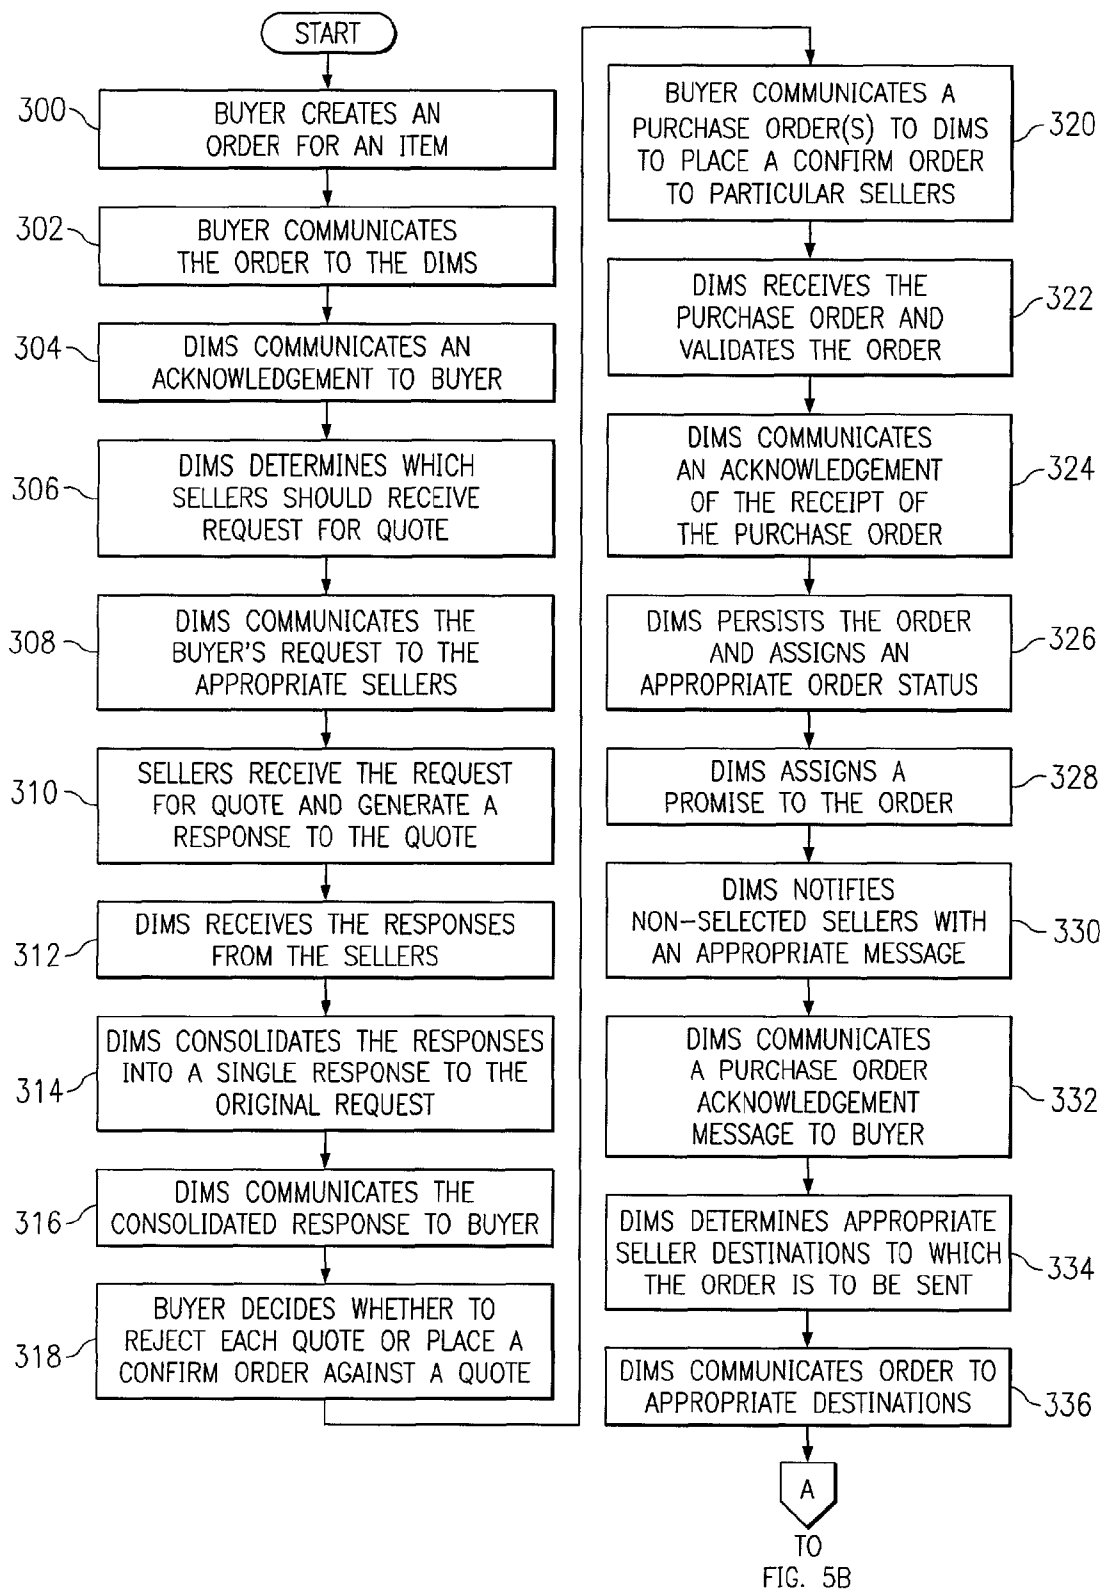 START
300
BUYER CREATES AN
ORDER FOR AN ITEM
302
BUYER COMMUNICATES
THE ORDER TO THE DIMS
304
DIMS COMMUNICATES AN
ACKNOWLEDGEMENT TO BUYER
306
DIMS DETERMINES WHICH
SELLERS SHOULD RECEIVE
REQUEST FOR QUOTE
308
DIMS COMMUNICATES THE
BUYER'S REQUEST TO THE
APPROPRIATE SELLERS
310
SELLERS RECEIVE THE REQUEST
FOR QUOTE AND GENERATE A
RESPONSE TO THE QUOTE
312
DIMS RECEIVES THE RESPONSES
FROM THE SELLERS
314
DIMS CONSOLIDATES THE RESPONSES
INTO A SINGLE RESPONSE TO THE
ORIGINAL REQUEST
316
DIMS COMMUNICATES THE
CONSOLIDATED RESPONSE TO BUYER
318
BUYER DECIDES WHETHER TO
REJECT EACH QUOTE OR PLACE A
CONFIRM ORDER AGAINST A QUOTE
BUYER COMMUNICATES A
PURCHASE ORDER(S) TO DIMS
TO PLACE A CONFIRM ORDER
TO PARTICULAR SELLERS
320
DIMS RECEIVES THE
PURCHASE ORDER AND
VALIDATES THE ORDER
322
DIMS COMMUNICATES
AN ACKNOWLEDGEMENT
OF THE RECEIPT OF
THE PURCHASE ORDER
324
DIMS PERSISTS THE ORDER
AND ASSIGNS AN
APPROPRIATE ORDER STATUS
326
DIMS ASSIGNS A
PROMISE TO THE ORDER
328
DIMS NOTIFIES
NON-SELECTED SELLERS WITH
AN APPROPRIATE MESSAGE
330
DIMS COMMUNICATES
A PURCHASE ORDER
ACKNOWLEDGEMENT
MESSAGE TO BUYER
332
DIMS DETERMINES APPROPRIATE
SELLER DESTINATIONS TO WHICH
THE ORDER IS TO BE SENT
334
DIMS COMMUNICATES ORDER TO
APPROPRIATE DESTINATIONS
336
A
TO
FIG. 5B